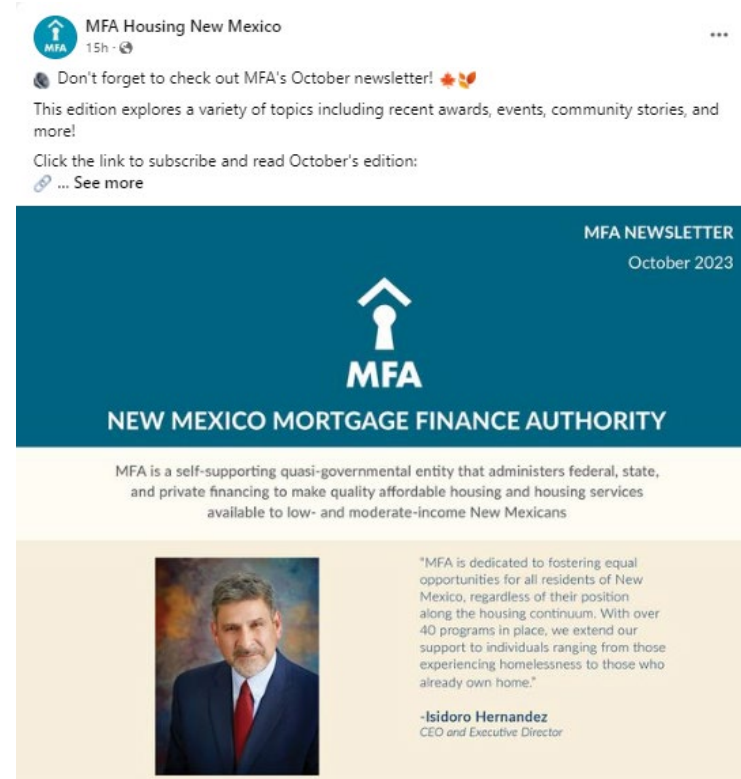 MFA Housing New Mexico
15h ·
Don't forget to check out MFA's October newsletter!
This edition explores a variety of topics including recent awards, events, community stories, and
more!
Click the link to subscribe and read October's edition:
... See more
MFA NEWSLETTER
October 2023
MFA
NEW MEXICO MORTGAGE FINANCE AUTHORITY
MFA is a self-supporting quasi-governmental entity that administers federal, state,
and private financing to make quality affordable housing and housing services
available to low- and moderate-income New Mexicans
"MFA is dedicated to fostering equal
opportunities for all residents of New
Mexico, regardless of their position
along the housing continuum. With over
40 programs in place, we extend our
support to individuals ranging from those
experiencing homelessness to those who
already own home."
-Isidoro Hernandez
CEO and Executive Director